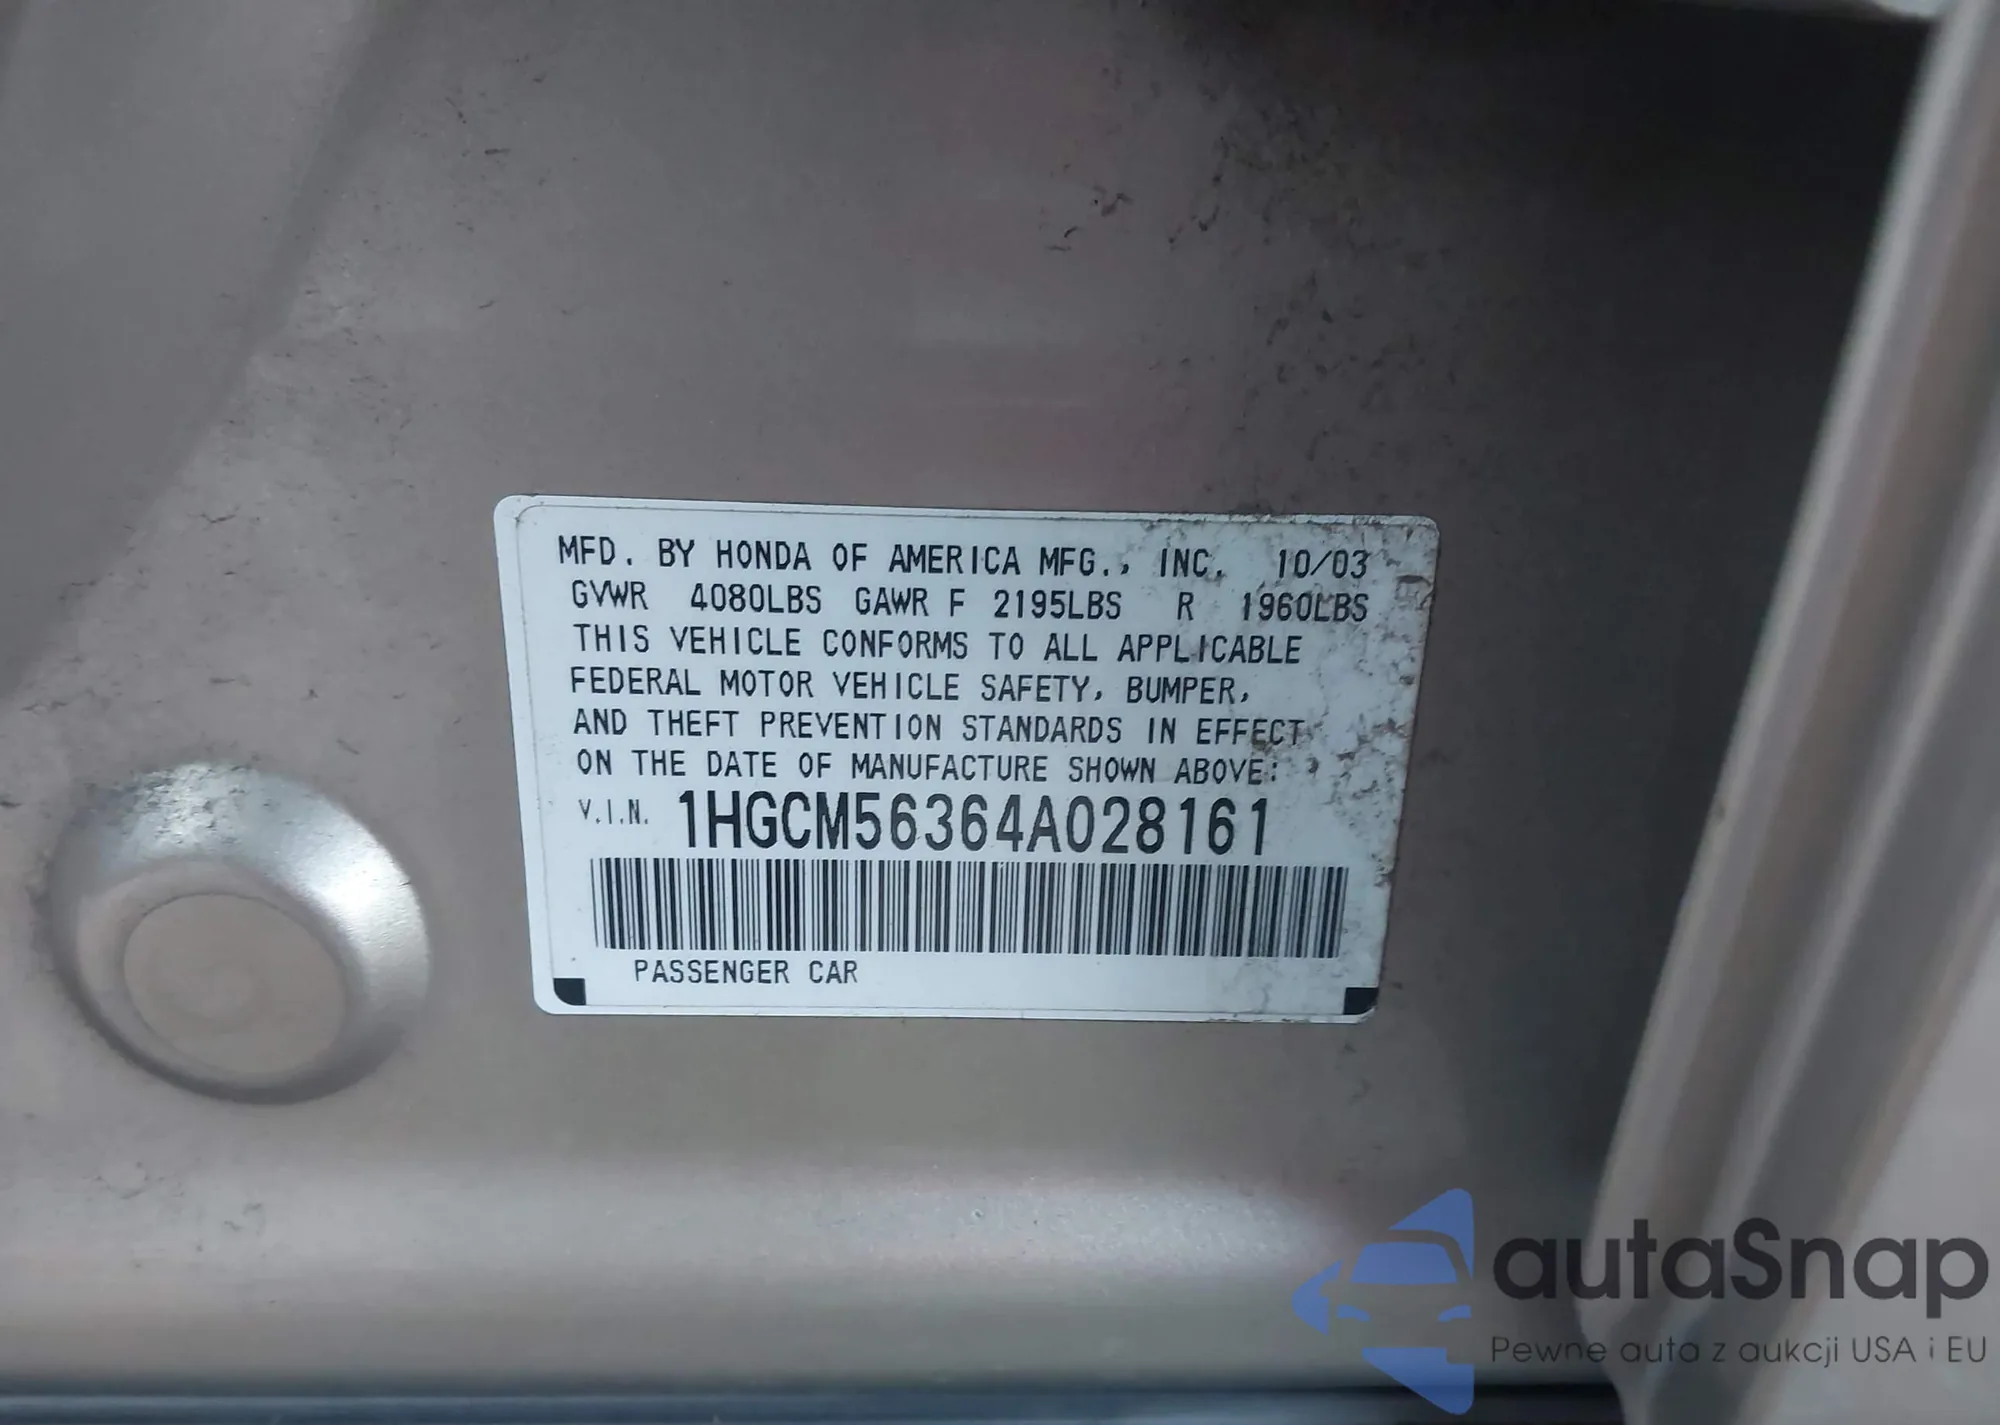 MFD. BY HONDA OF AMERICA MFG., INC. 10/03
GVWR 4080LBS GAWR F 2195LBS R 1960LBS
THIS VEHICLE CONFORMS TO ALL APPLICABLE
FEDERAL MOTOR VEHICLE SAFETY, BUMPER,
AND THEFT PREVENTION STANDARDS IN EFFECT
ON THE DATE OF MANUFACTURE SHOWN ABOVE:
V.I.N. 1HGCM56364A028161
PASSENGER CAR
autaSnap
Pewne auta z aukcji USA i EU